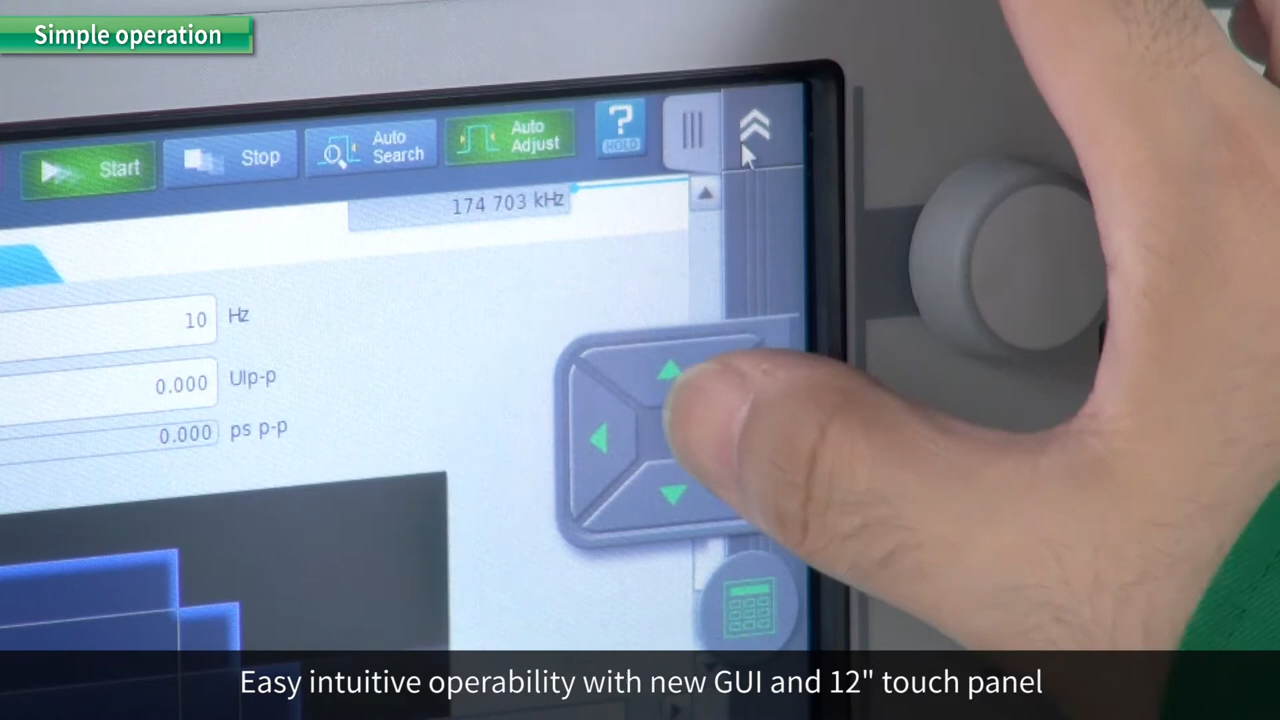 Simple operation
Start
Stop
Auto
Search
Auto
Adjust
?
HOLD
174 703 kHz
10 Hz
0.000 UIp-p
0.000 ps p-p
Easy intuitive operability with new GUI and 12" touch panel